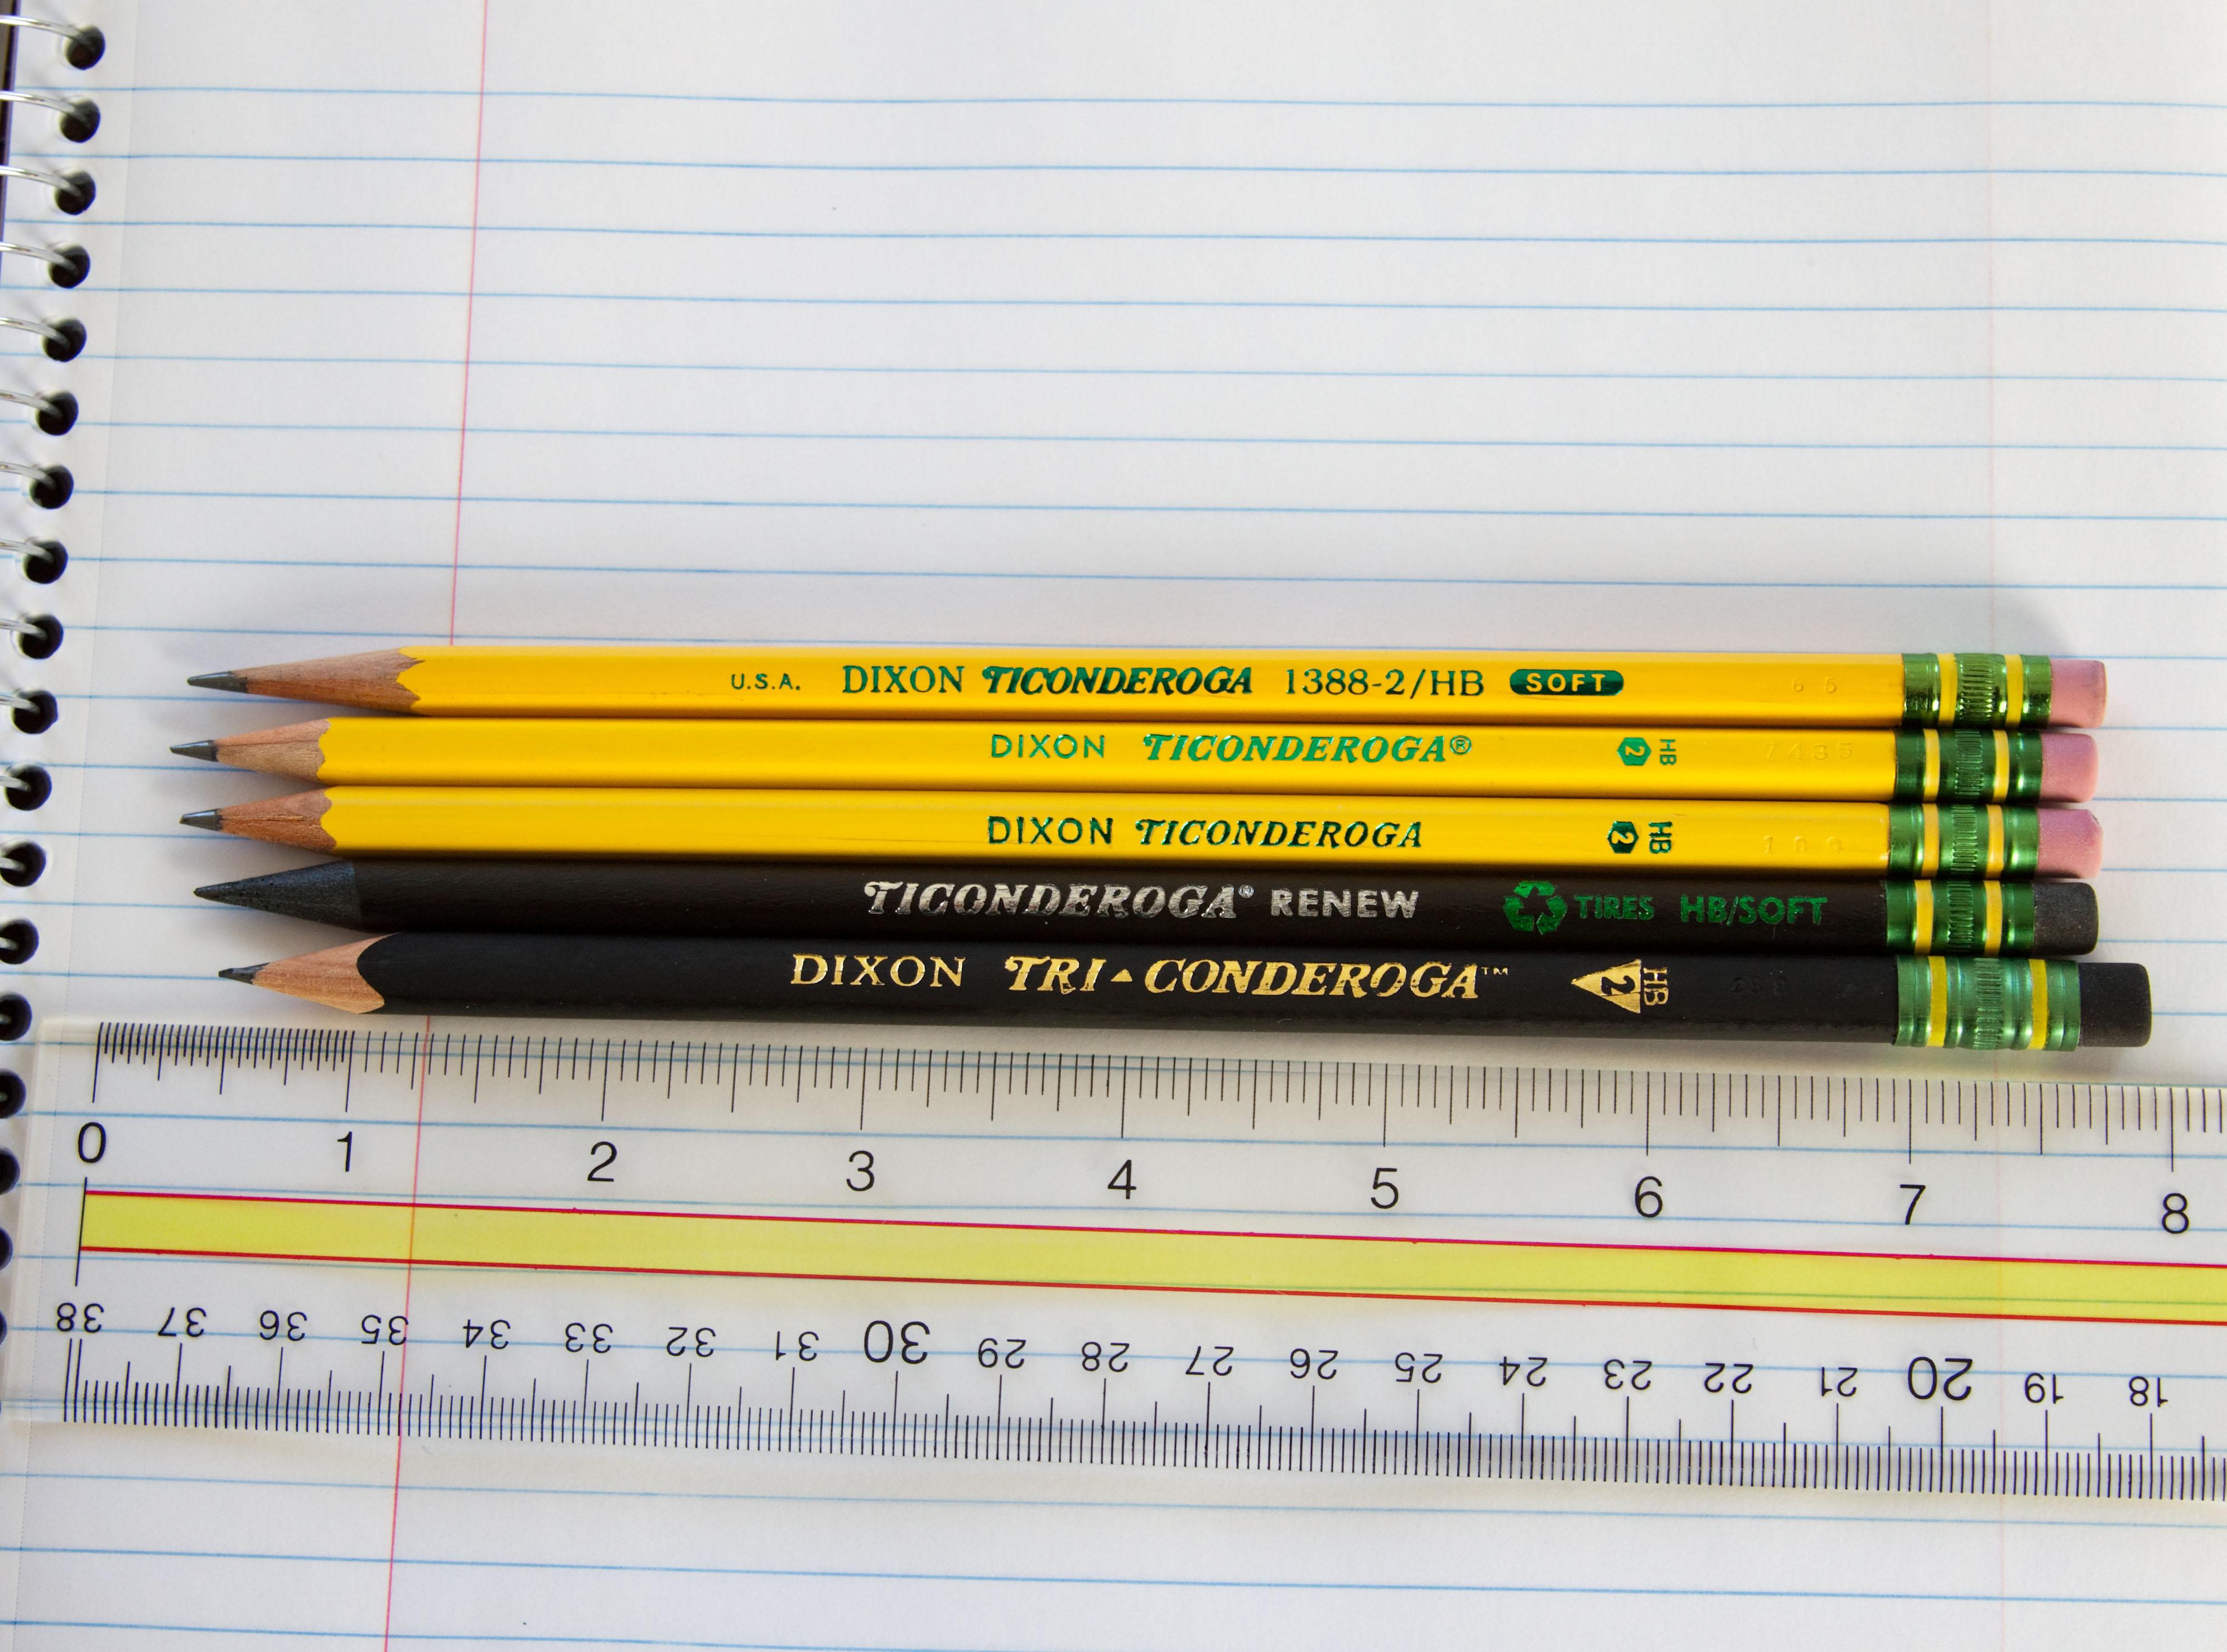 U.S.A. DIXON TICONDEROGA 1388-2/HB SOFT
DIXON TICONDEROGA® 2 HB 7435
DIXON TICONDEROGA 2 HB
TICONDEROGA® RENEW TIRES HB/SOFT
DIXON TRI-CONDEROGA™ 2 HB
0 1 2 3 4 5 6 7 8
38 37 36 35 34 33 32 31 30 29 28 27 26 25 24 23 22 21 20 19 18